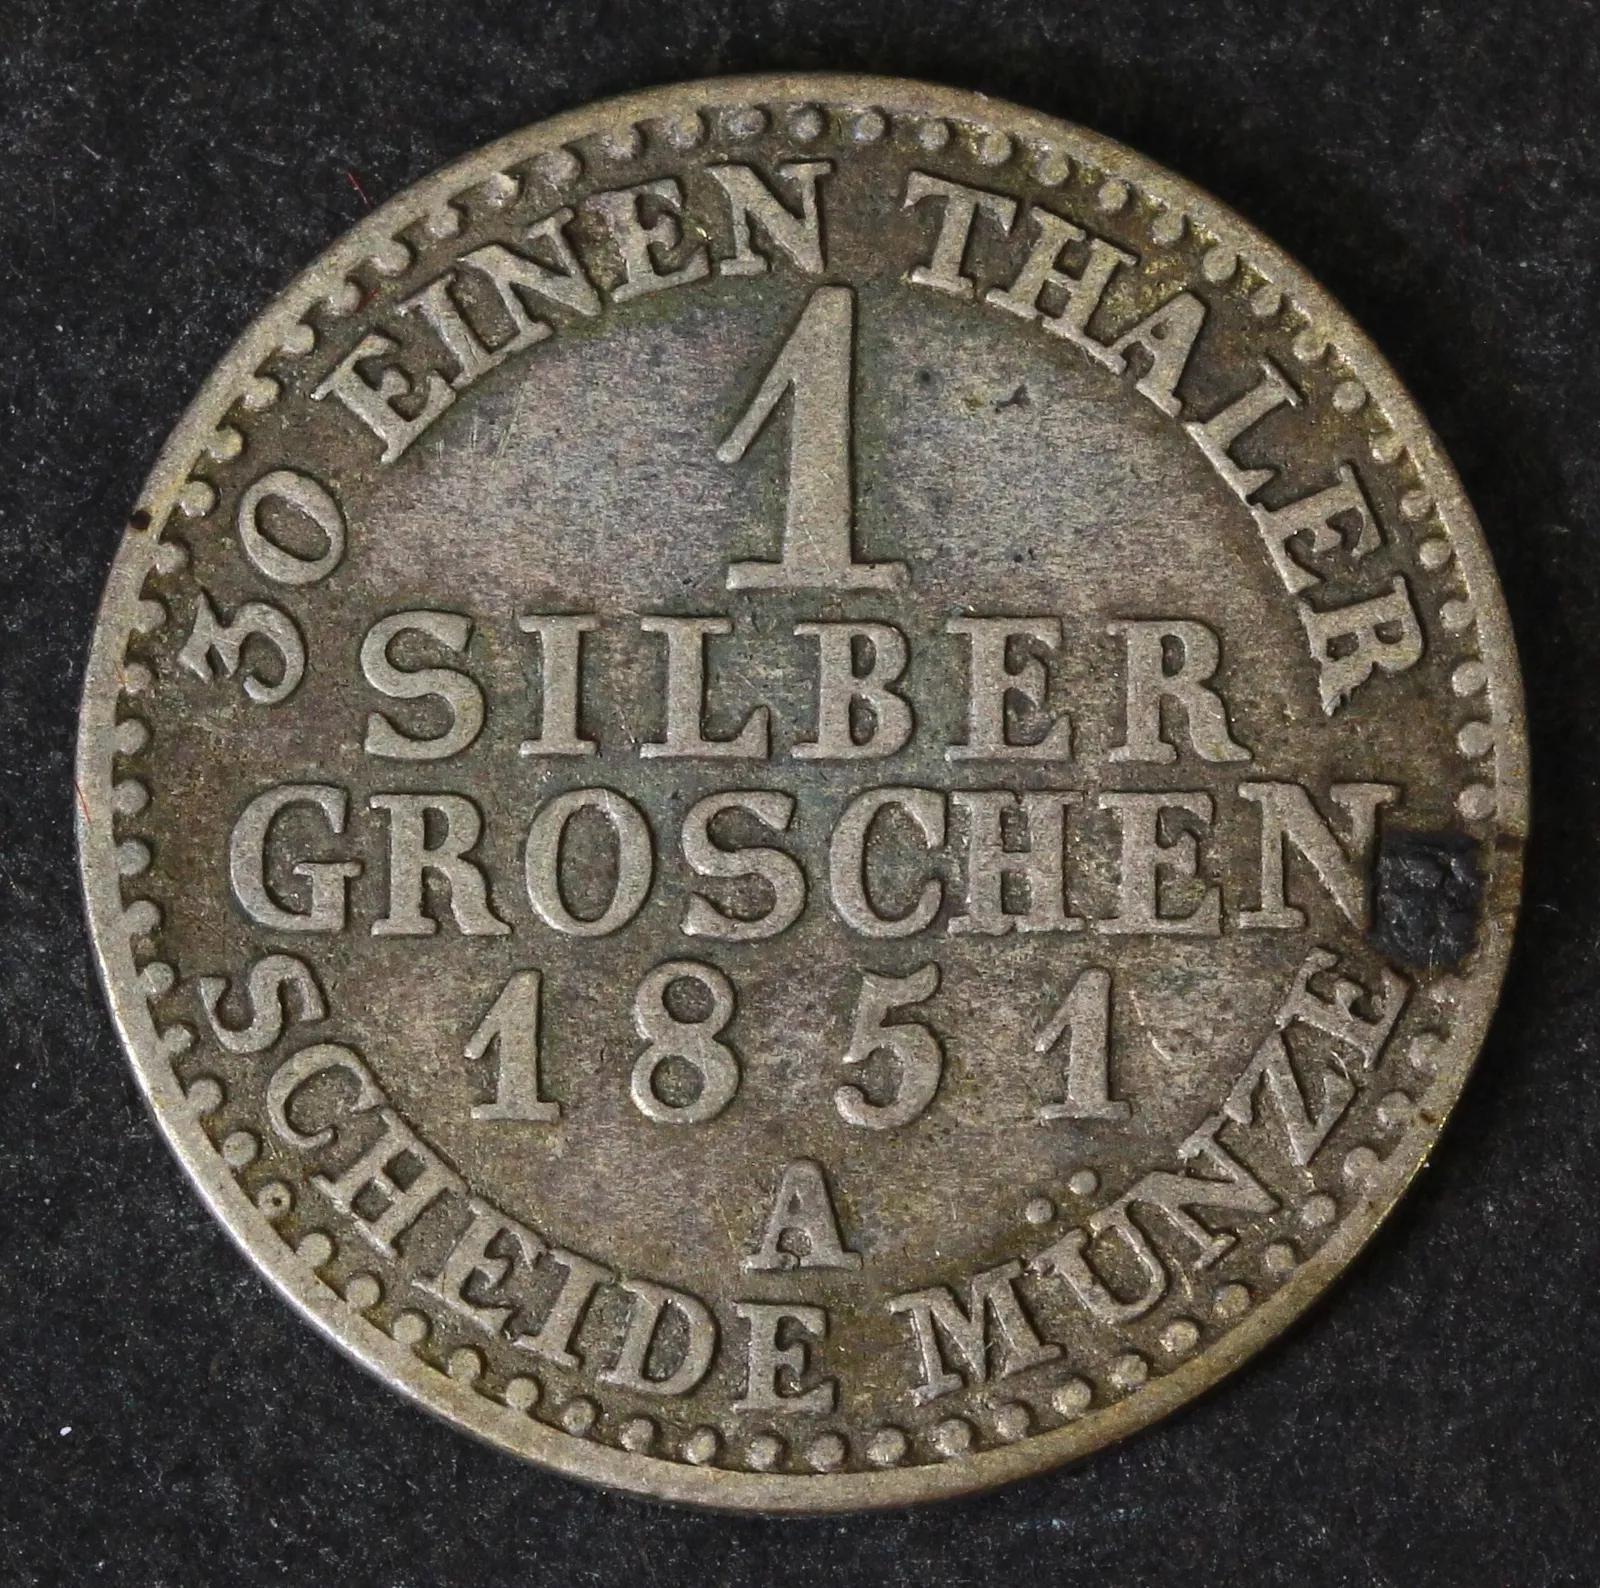 30 EINEN THALER
1
SILBER
GROSCHEN
1851
A
SCHEIDE MÜNZE